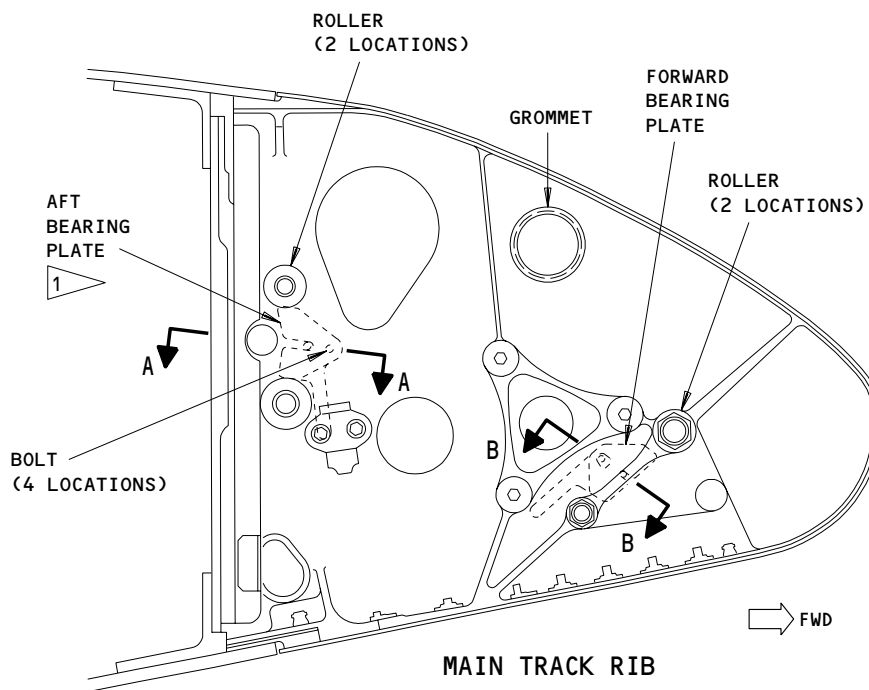 ROLLER
(2 LOCATIONS)
FORWARD
BEARING
PLATE
GROMMET
ROLLER
(2 LOCATIONS)
AFT
BEARING
PLATE
1
A
A
B
BOLT
(4 LOCATIONS)
B
FWD
MAIN TRACK RIB